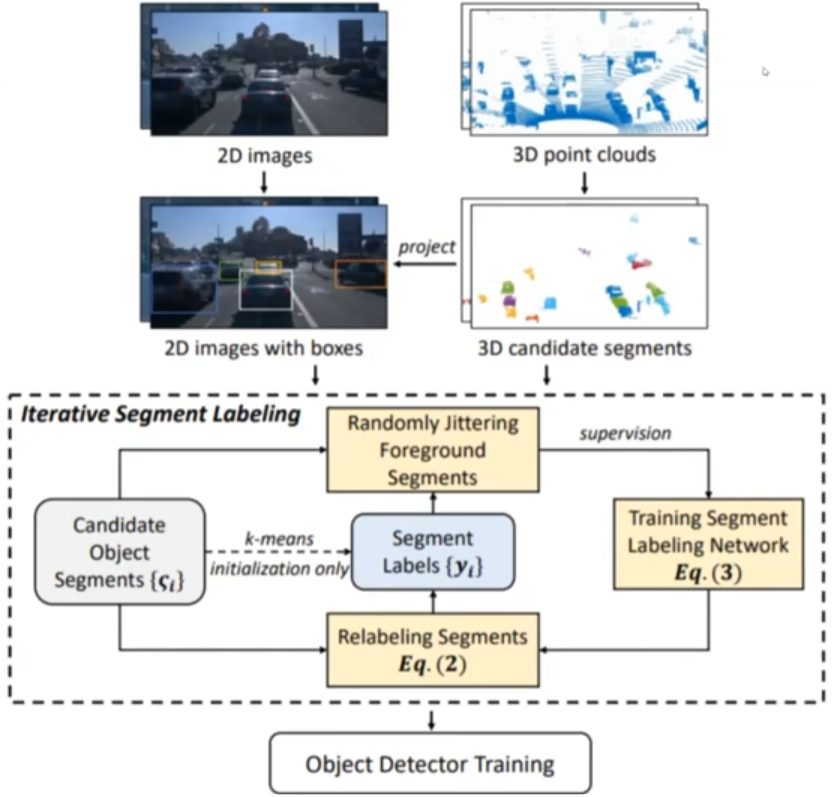 2D images
3D point clouds
project
2D images with boxes
3D candidate segments
Iterative Segment Labeling
Randomly Jittering
Foreground
Segments
supervision
Candidate
Object
Segments {ς𝑖}
k-means
initialization only
Segment
Labels {𝒚𝒊}
Training Segment
Labeling Network
Eq. (3)
Relabeling Segments
Eq. (2)
Object Detector Training